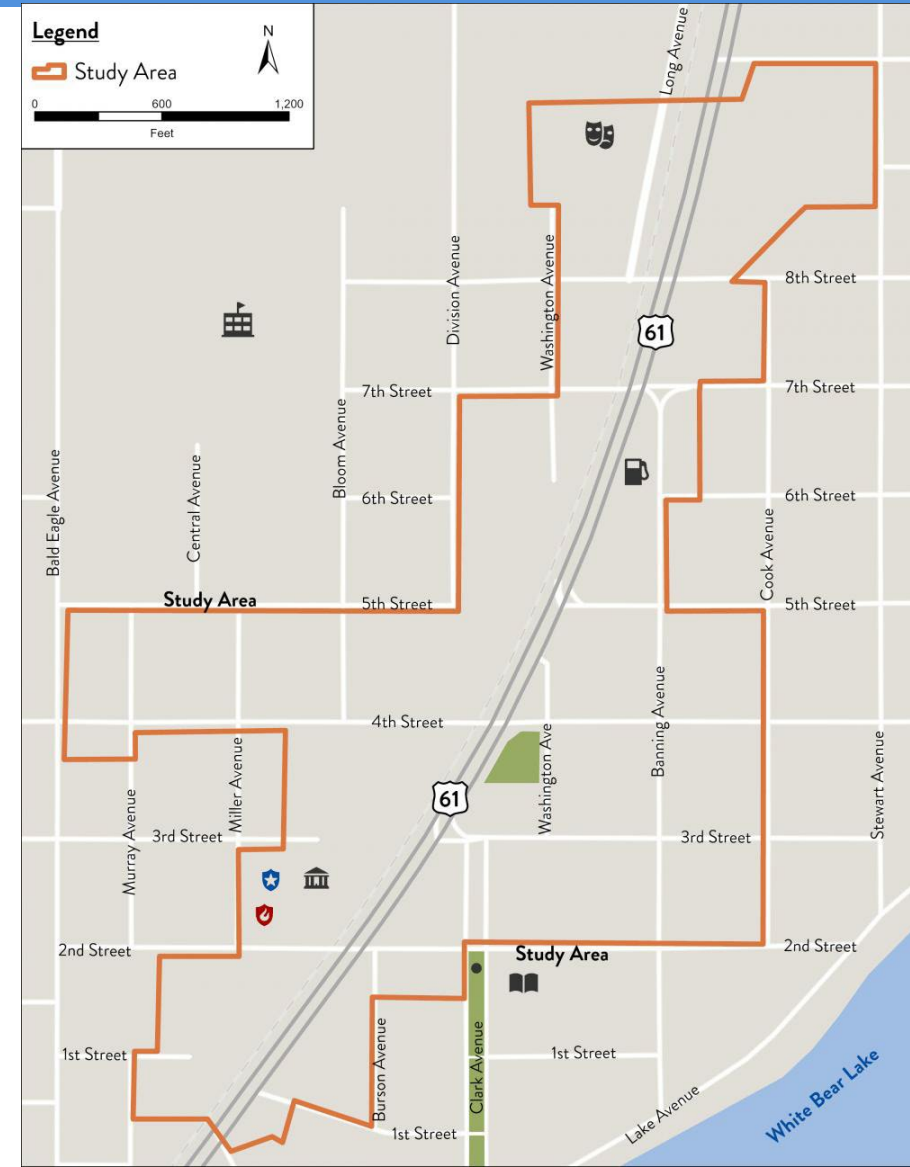 Legend
N
Study Area
0 600 1,200
Feet
Long Avenue
Division Avenue
Washington Avenue
8th Street
61
7th Street
7th Street
Bloom Avenue
Bald Eagle Avenue
Central Avenue
6th Street
6th Street
Cook Avenue
Study Area
5th Street
5th Street
4th Street
Banning Avenue
Washington Ave
Stewart Avenue
Miller Avenue
61
Murray Avenue
3rd Street
3rd Street
2nd Street
Study Area
2nd Street
Burson Avenue
Clark Avenue
1st Street
1st Street
White Bear Lake
Lake Avenue
1st Street